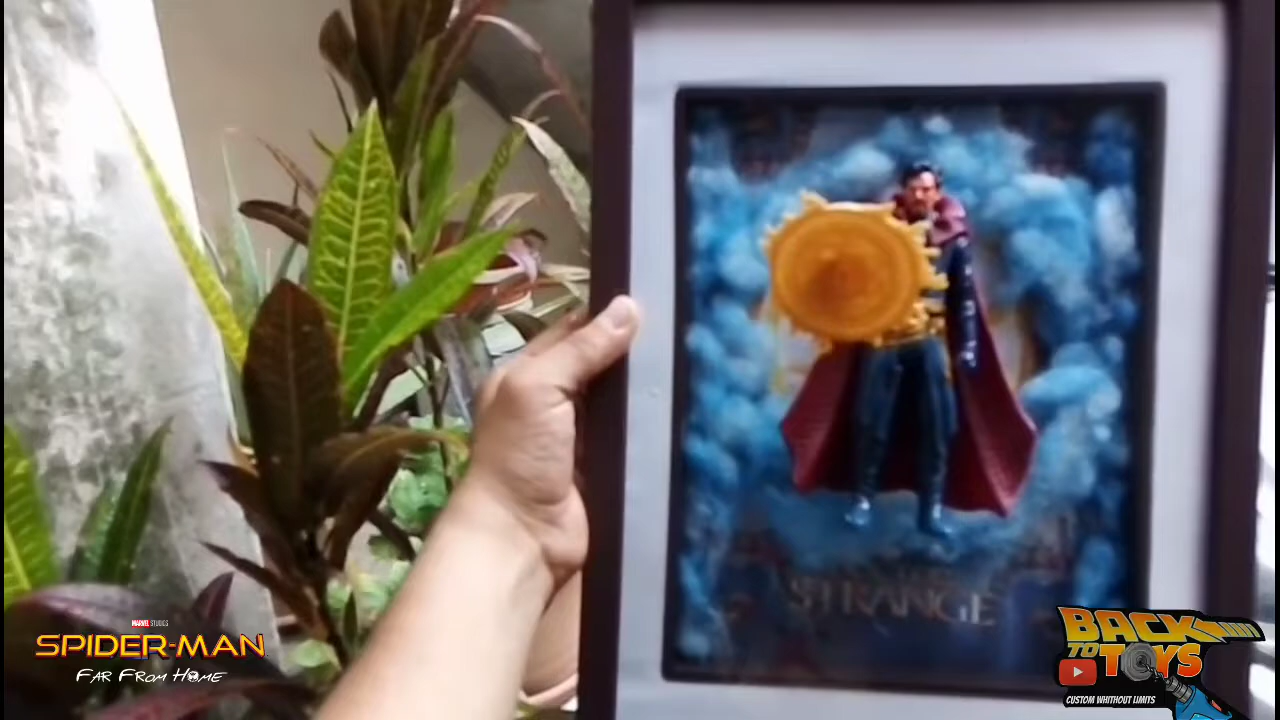 STRANGE
MARVEL STUDIOS
SPIDER-MAN
FAR FROM HOME
BACK
TO TOYS
CUSTOM WHITHOUT LIMITS